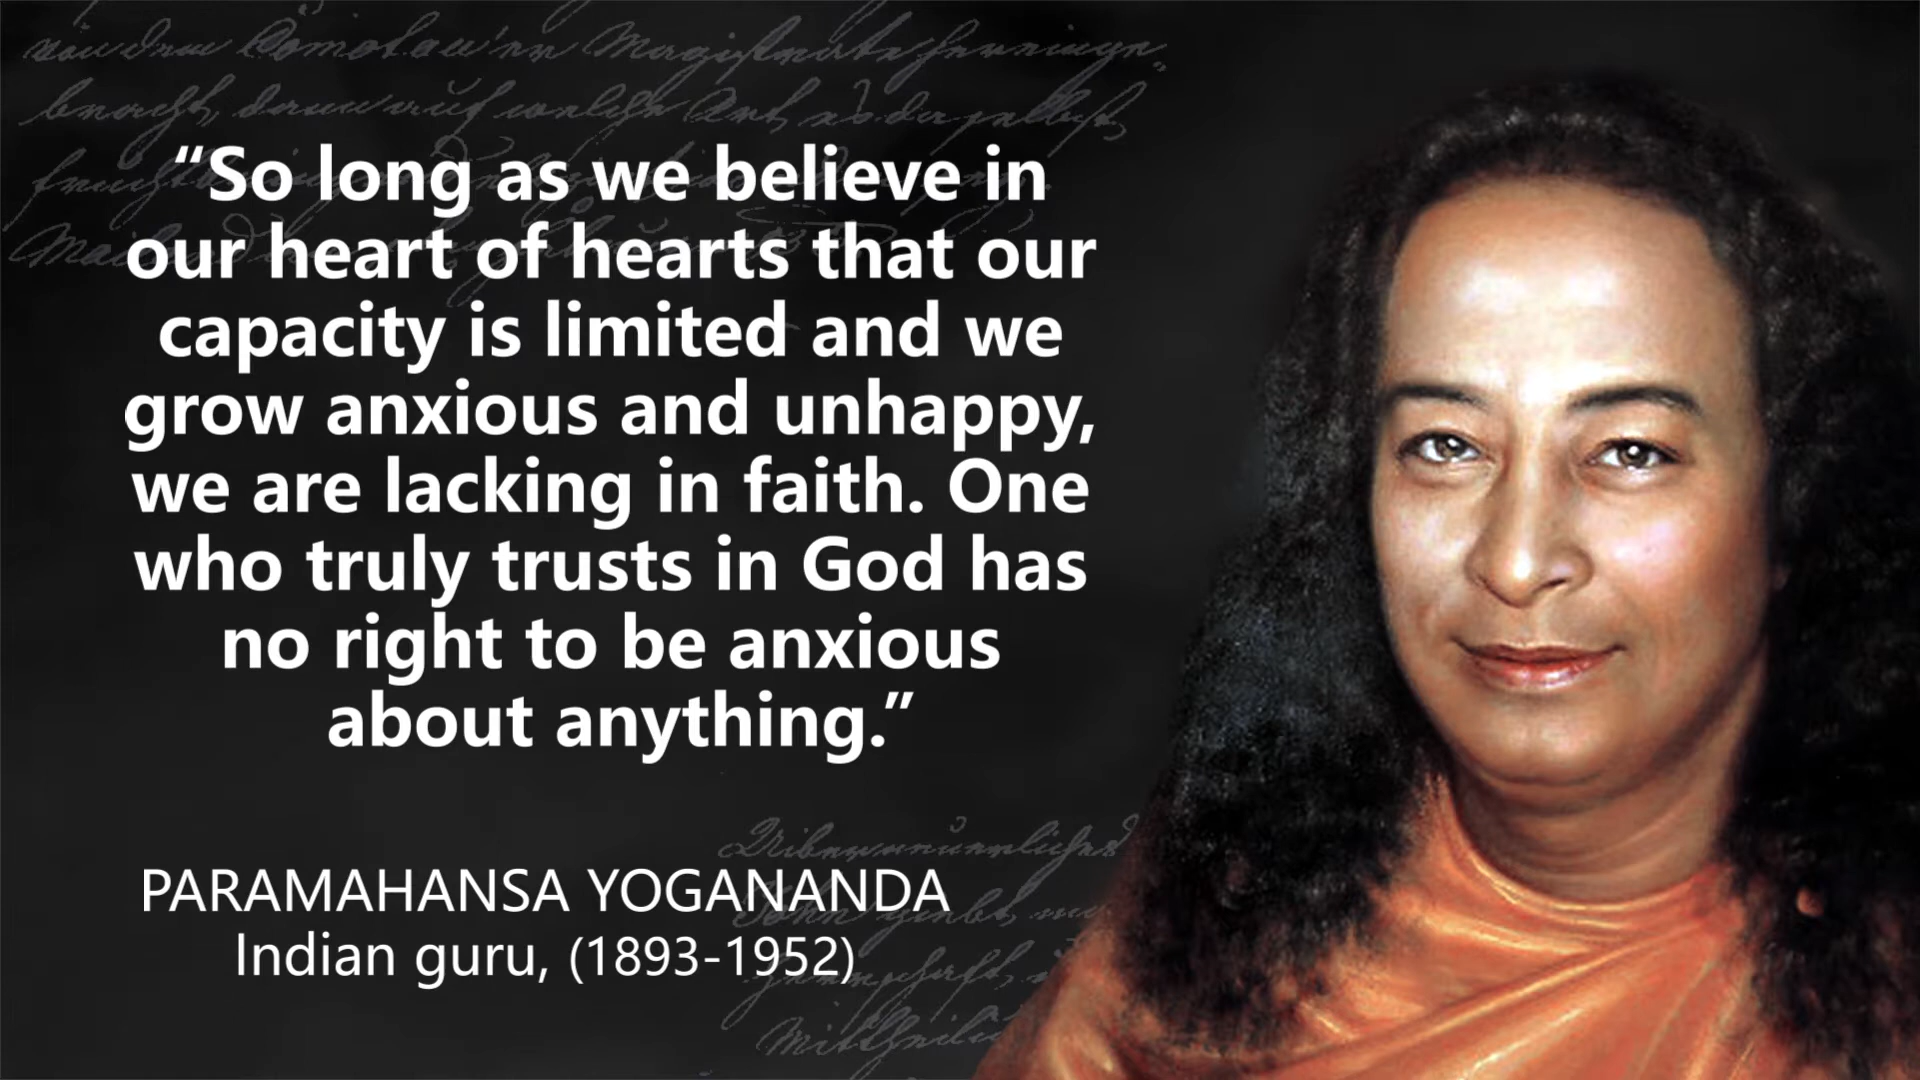 “So long as we believe in
our heart of hearts that our
capacity is limited and we
grow anxious and unhappy,
we are lacking in faith. One
who truly trusts in God has
no right to be anxious
about anything.”
PARAMAHANSA YOGANANDA
Indian guru, (1893-1952)